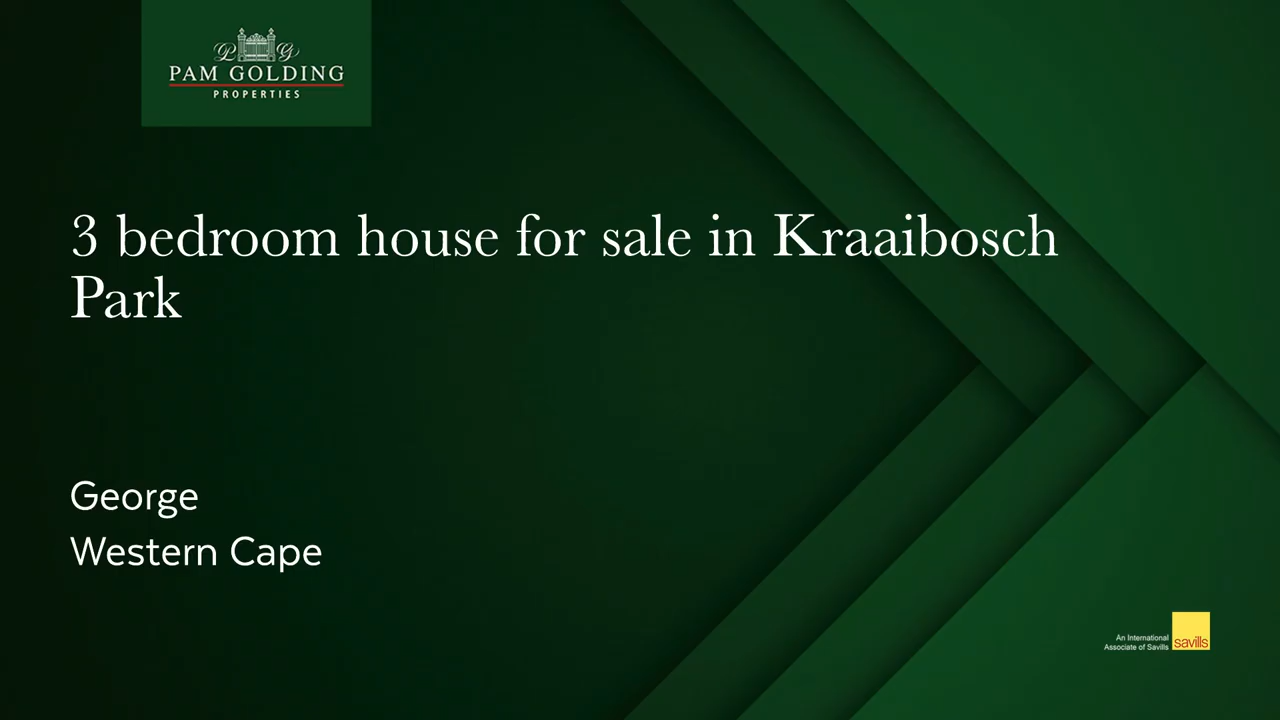 PAM GOLDING
PROPERTIES
3 bedroom house for sale in Kraaibosch
Park
George
Western Cape
An International
Associate of Savills
savills